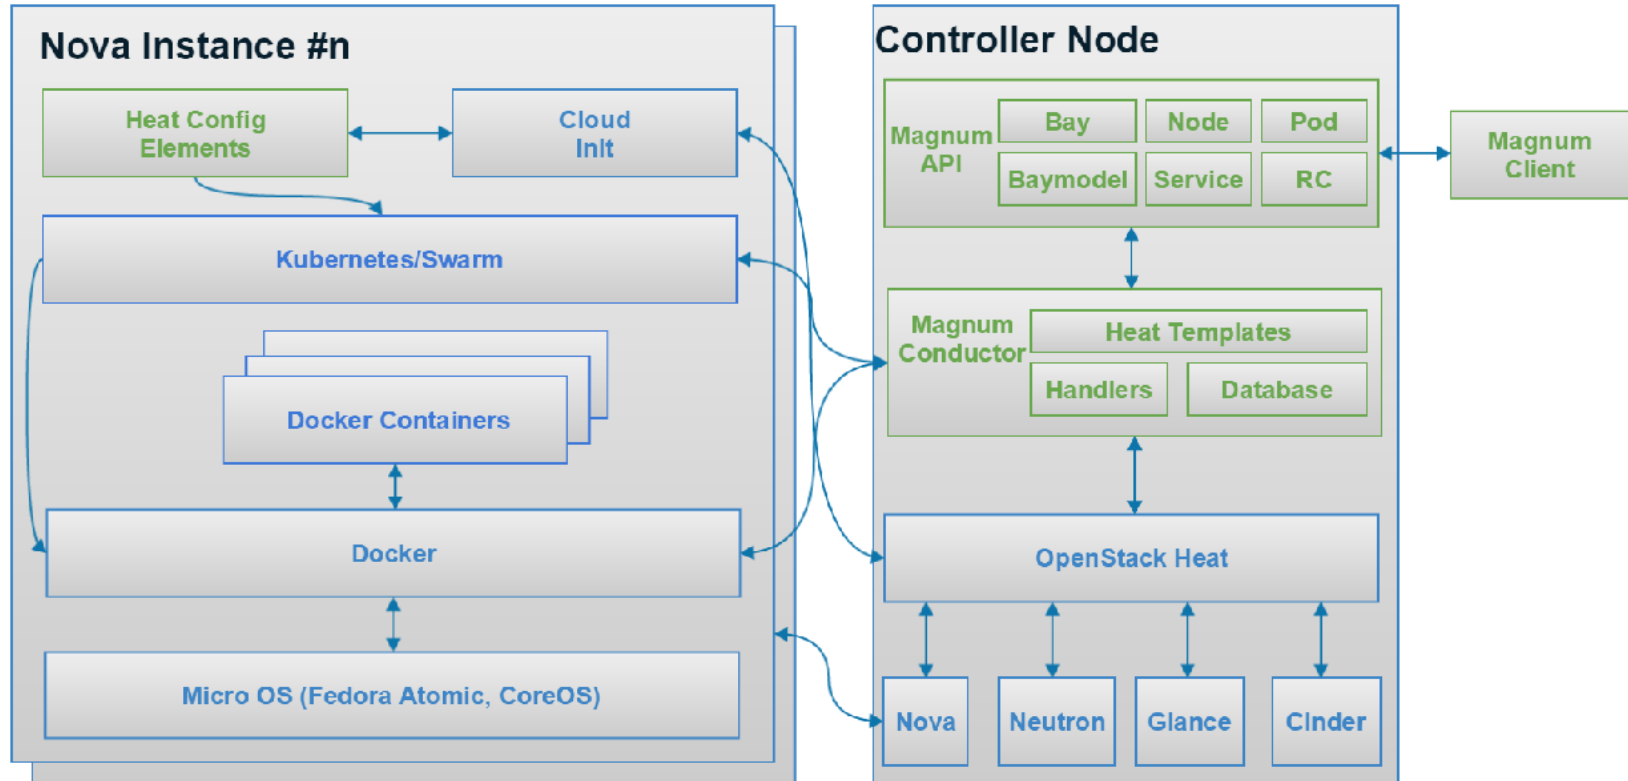 Nova Instance #n
Heat Config
Elements
Cloud
Init
Kubernetes/Swarm
Docker Containers
Docker
Micro OS (Fedora Atomic, CoreOS)
Controller Node
Magnum
API
Bay
Node
Pod
Baymodel
Service
RC
Magnum
Client
Magnum
Conductor
Heat Templates
Handlers
Database
OpenStack Heat
Nova
Neutron
Glance
Cinder